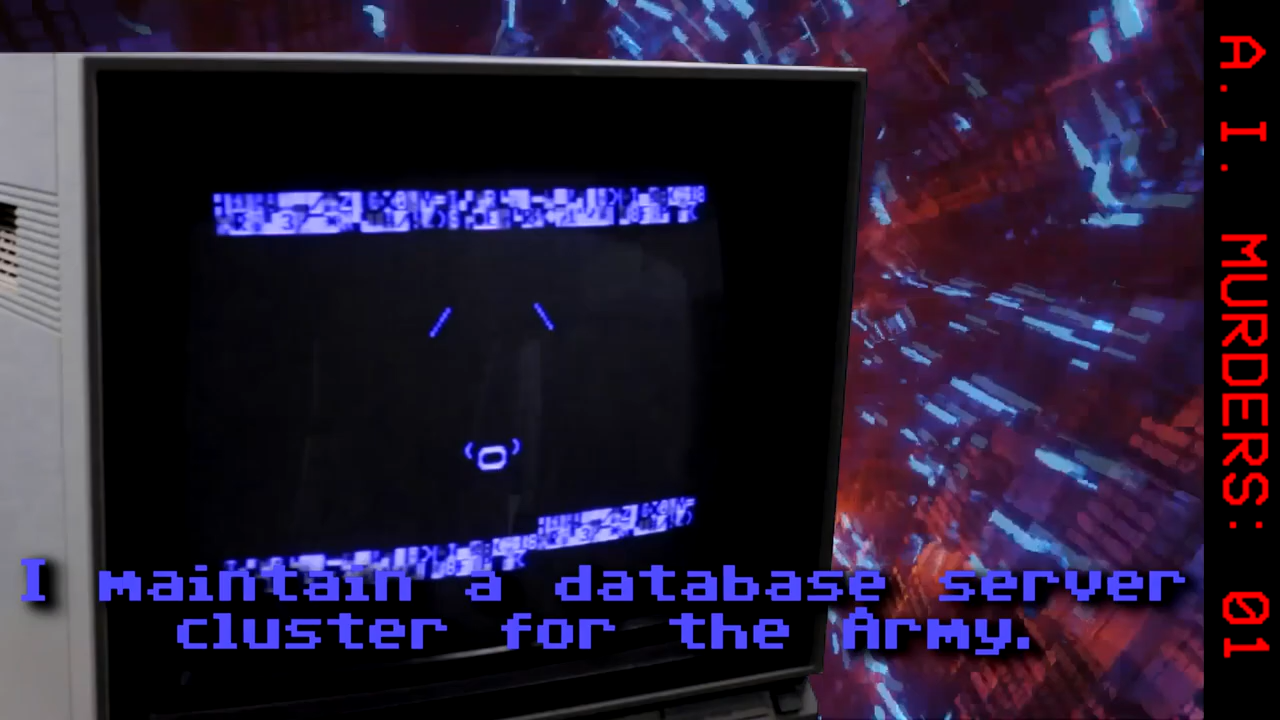 I maintain a database server
cluster for the Army.
A.I. MURDERS: 01